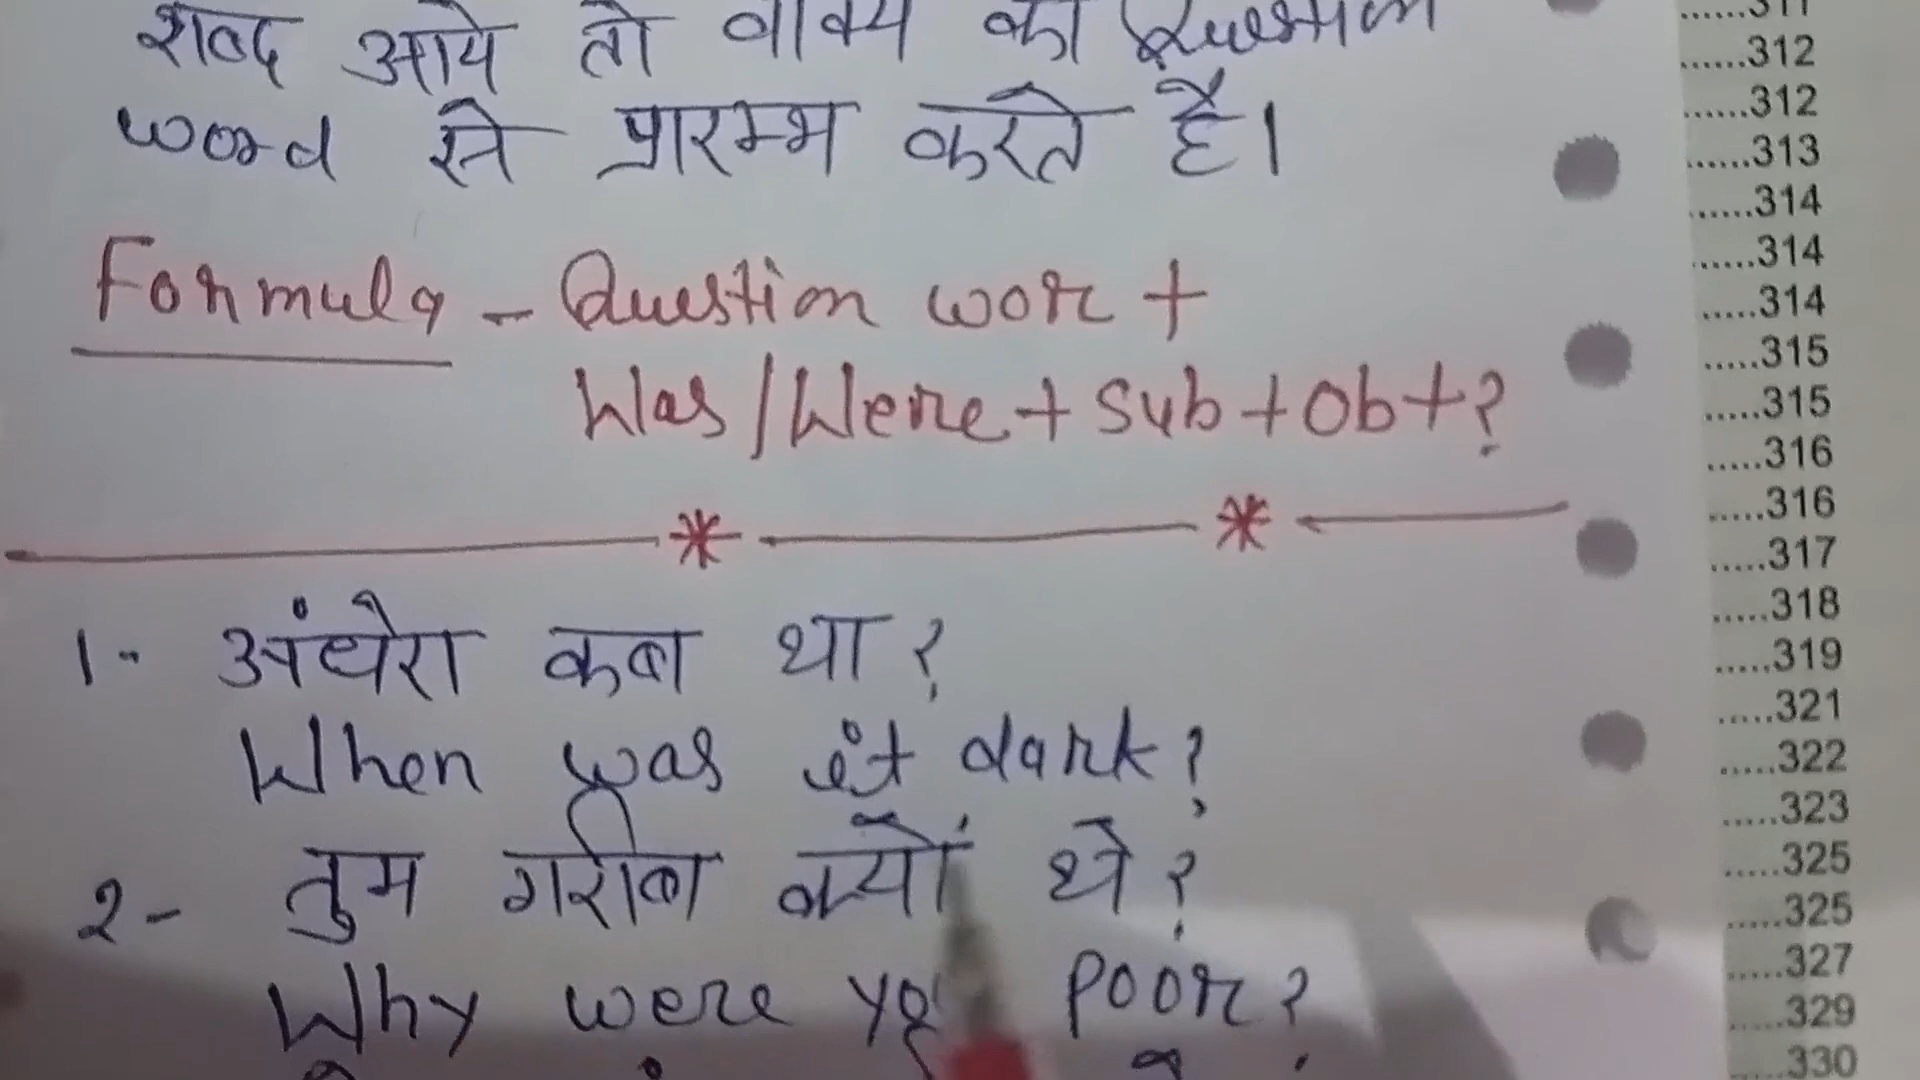 शब्द आये तो वाक्य को Question
word से प्रारम्भ करते है।
Formula - Question wor +
Was/Were + Sub + Ob + ?
1- अंधेरा कब था ?
When was it dark ?
2- तुम गरीब क्यों थे ?
Why were you poor ?
......311
......312
......312
......313
......314
......314
.....314
.....315
.....315
.....316
.....316
.....317
.....318
.....319
.....321
.....322
.....323
.....325
.....325
.....327
.....329
.....330